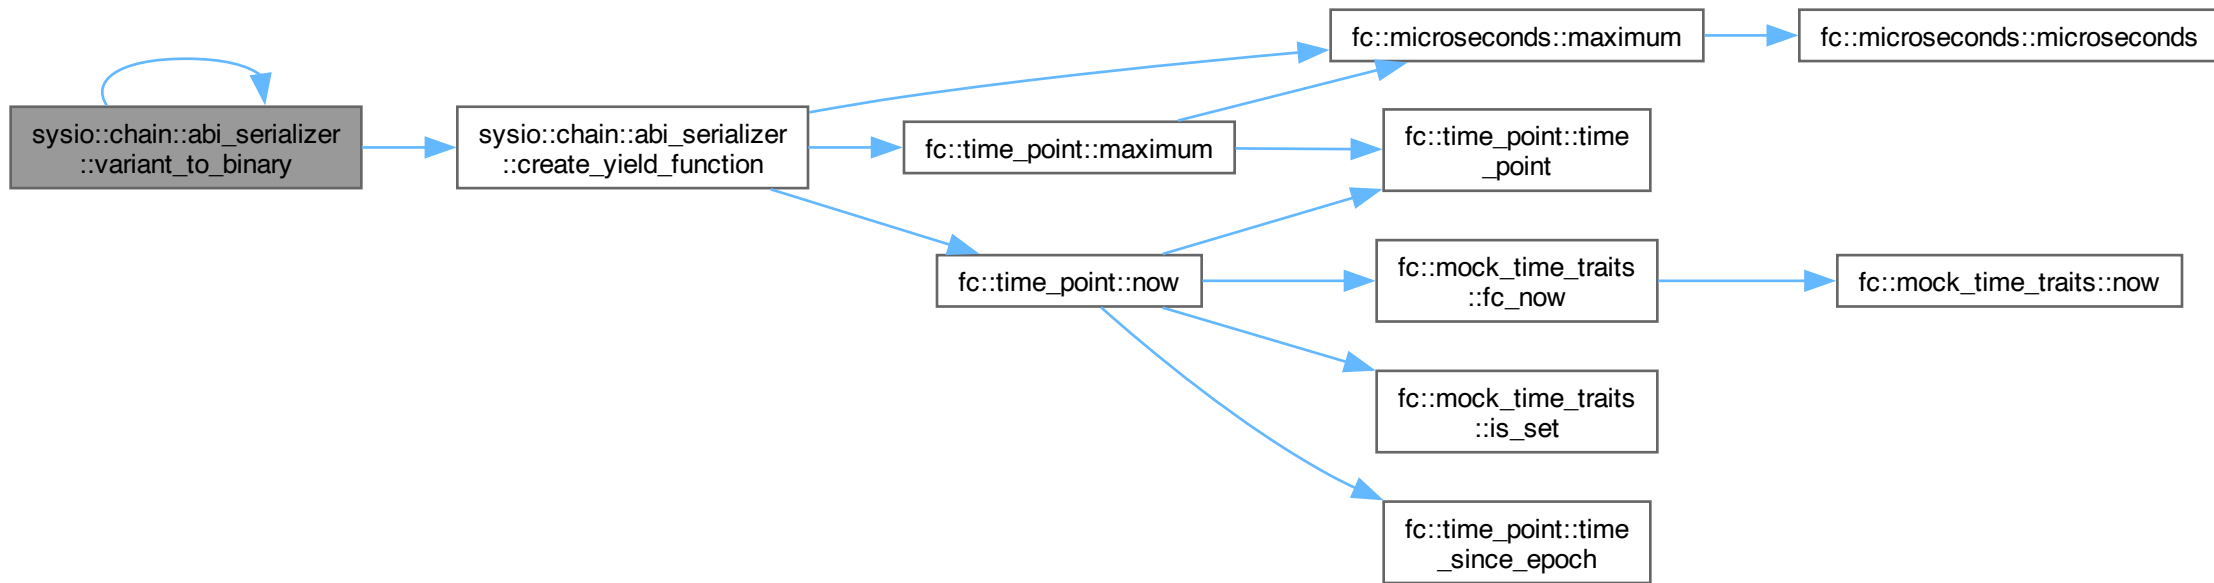 sysio::chain::abi_serializer
::variant_to_binary
sysio::chain::abi_serializer
::create_yield_function
fc::microseconds::maximum
fc::microseconds::microseconds
fc::time_point::maximum
fc::time_point::time
_point
fc::time_point::now
fc::mock_time_traits
::fc_now
fc::mock_time_traits::now
fc::mock_time_traits
::is_set
fc::time_point::time
_since_epoch